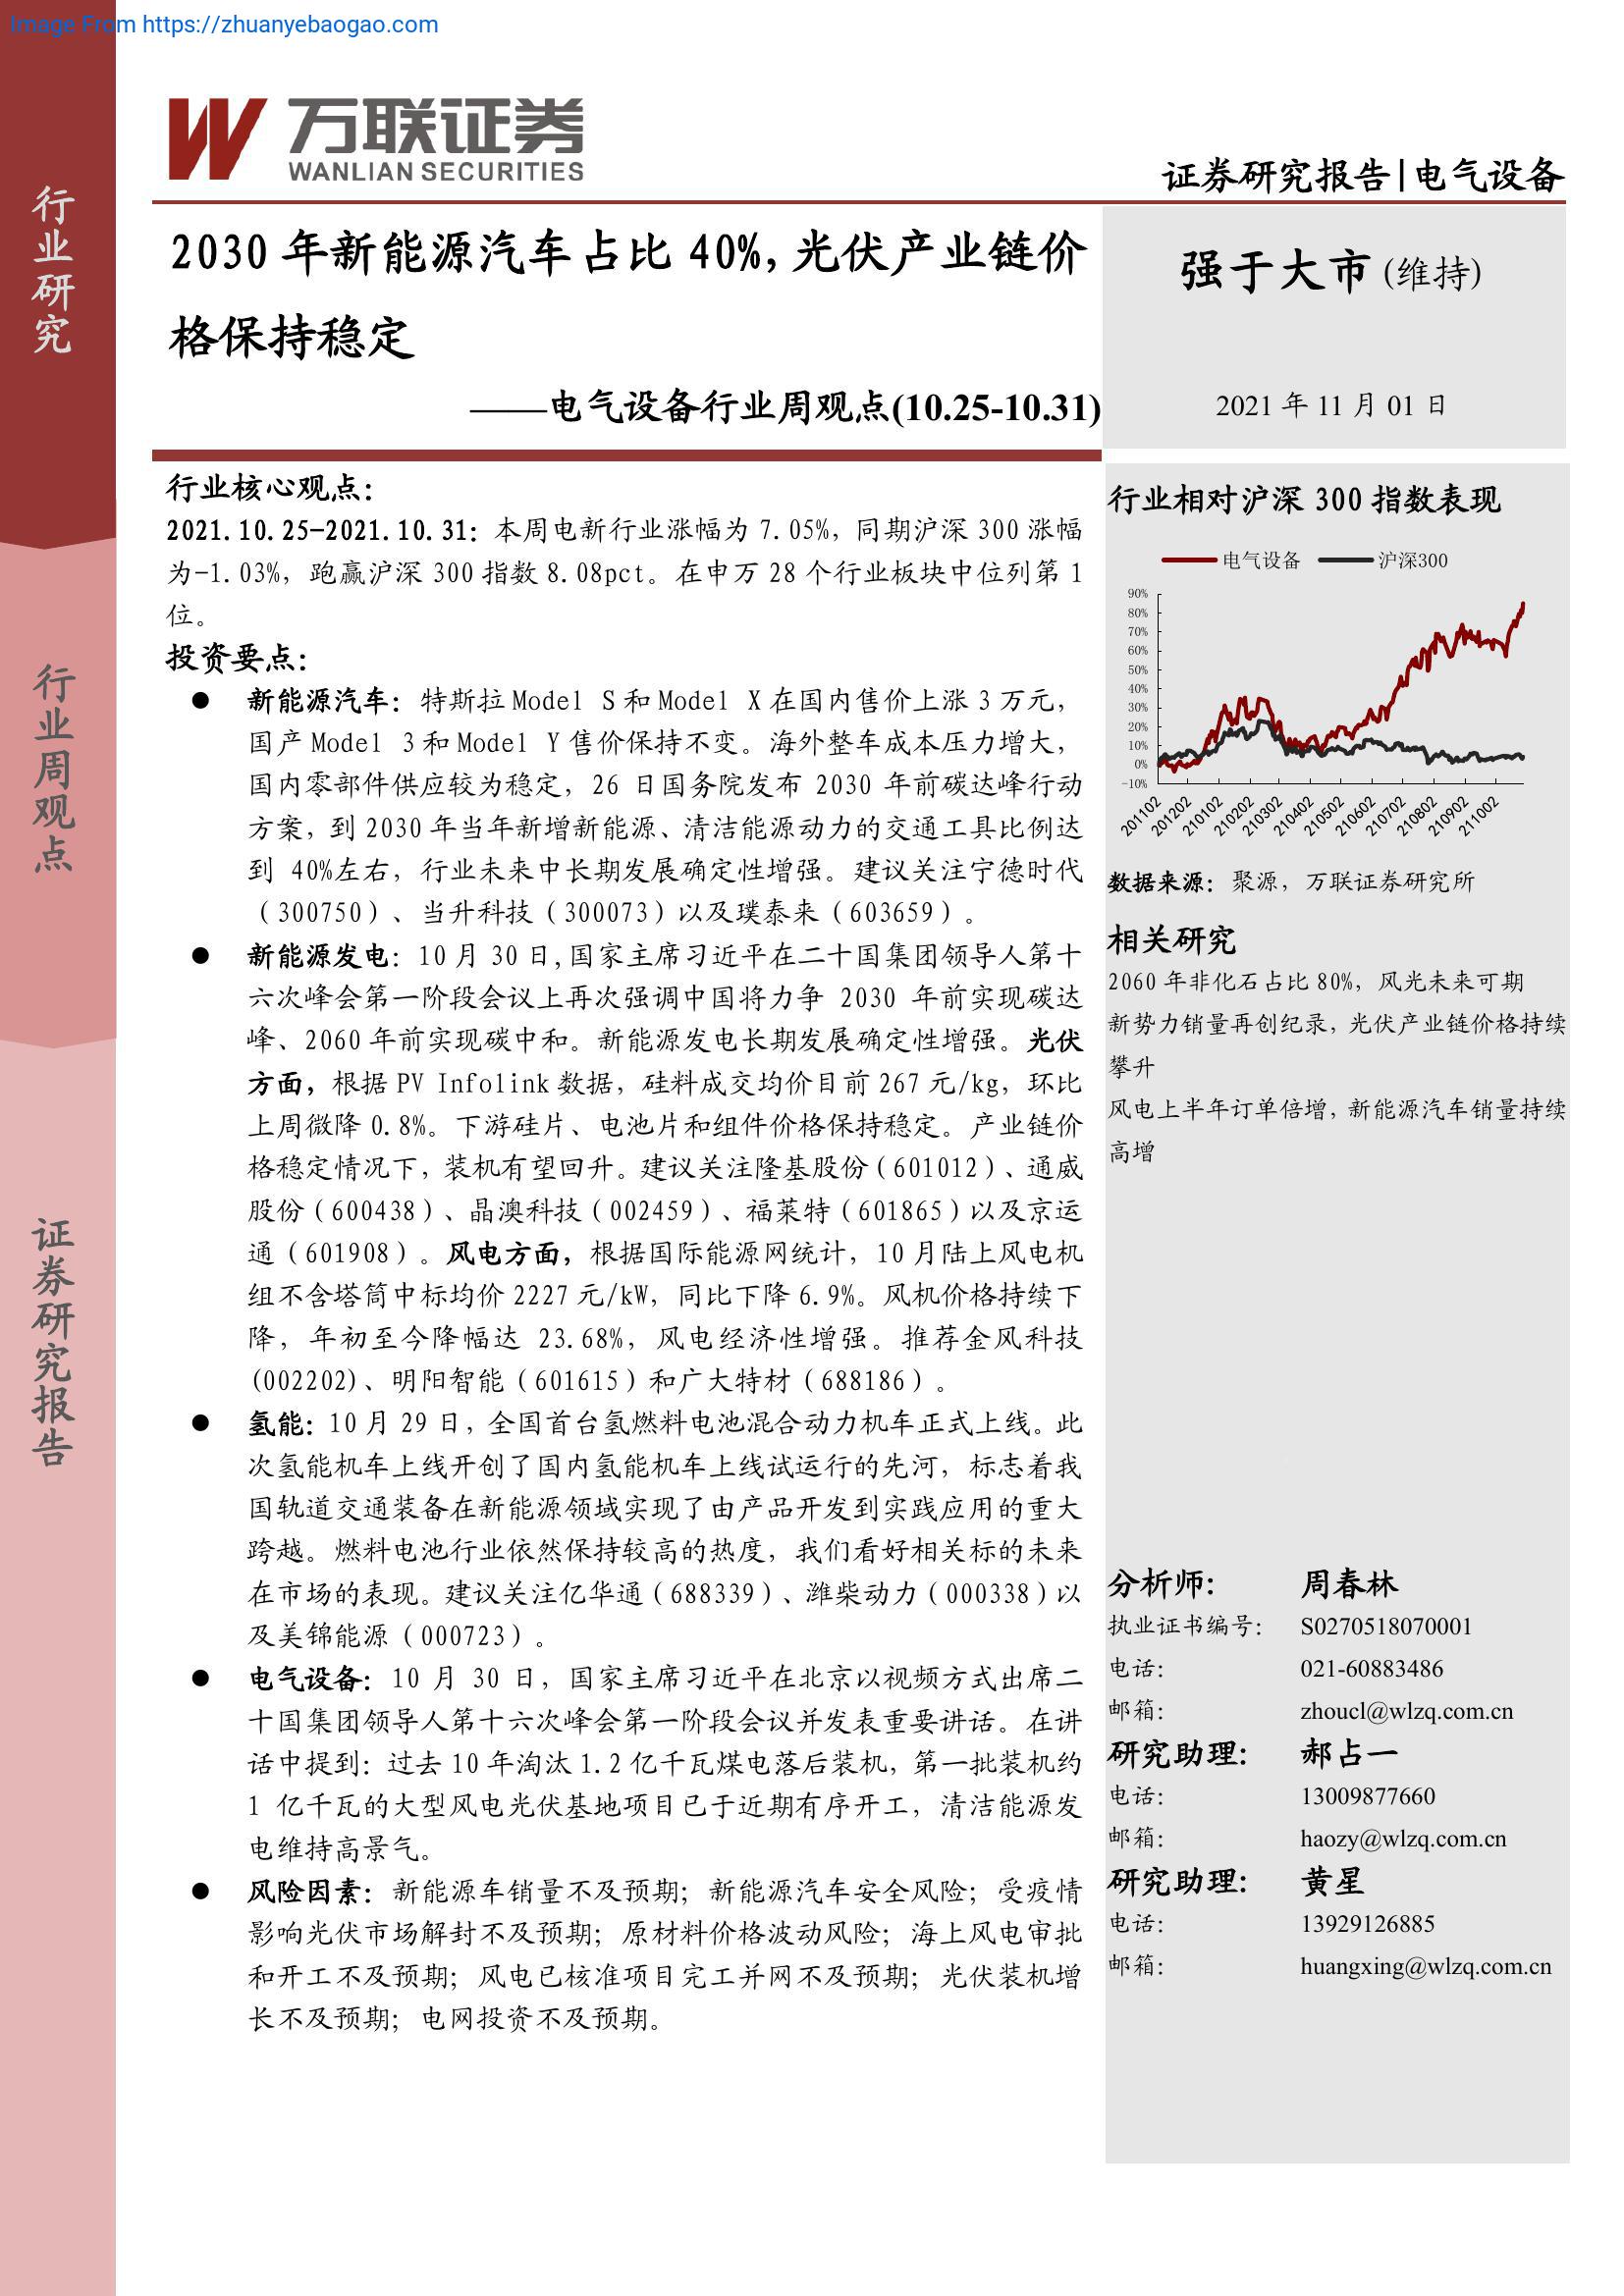 Image From https://zhuanyebaogao.com
万联证券
WANLIAN SECURITIES
证券研究报告|电气设备
行业研究
行业周观点
证券研究报告
2030 年新能源汽车占比 40%,光伏产业链价
格保持稳定
——电气设备行业周观点(10.25-10.31)
强于大市(维持)
2021 年 11 月 01 日
行业核心观点：
2021.10.25-2021.10.31：本周电新行业涨幅为 7.05%，同期沪深 300 涨幅
为-1.03%，跑赢沪深 300 指数 8.08pct。在申万 28 个行业板块中位列第 1
位。
投资要点：
● 新能源汽车：特斯拉 Model S 和 Model X 在国内售价上涨 3 万元，
国产 Model 3 和 Model Y 售价保持不变。海外整车成本压力增大，
国内零部件供应较为稳定，26 日国务院发布 2030 年前碳达峰行动
方案，到 2030 年当年新增新能源、清洁能源动力的交通工具比例达
到 40%左右，行业未来中长期发展确定性增强。建议关注宁德时代
（300750）、当升科技（300073）以及璞泰来（603659）。
● 新能源发电：10 月 30 日,国家主席习近平在二十国集团领导人第十
六次峰会第一阶段会议上再次强调中国将力争 2030 年前实现碳达
峰、2060 年前实现碳中和。新能源发电长期发展确定性增强。光伏
方面，根据 PV Infolink 数据，硅料成交均价目前 267 元/kg，环比
上周微降 0.8%。下游硅片、电池片和组件价格保持稳定。产业链价
格稳定情况下，装机有望回升。建议关注隆基股份（601012）、通威
股份（600438）、晶澳科技（002459）、福莱特（601865）以及京运
通（601908）。风电方面，根据国际能源网统计，10 月陆上风电机
组不含塔筒中标均价 2227 元/kW，同比下降 6.9%。风机价格持续下
降，年初至今降幅达 23.68%，风电经济性增强。推荐金风科技
(002202)、明阳智能（601615）和广大特材（688186）。
● 氢能：10 月 29 日，全国首台氢燃料电池混合动力机车正式上线。此
次氢能机车上线开创了国内氢能机车上线试运行的先河，标志着我
国轨道交通装备在新能源领域实现了由产品开发到实践应用的重大
跨越。燃料电池行业依然保持较高的热度，我们看好相关标的未来
在市场的表现。建议关注亿华通（688339）、潍柴动力（000338）以
及美锦能源（000723）。
● 电气设备：10 月 30 日，国家主席习近平在北京以视频方式出席二
十国集团领导人第十六次峰会第一阶段会议并发表重要讲话。在讲
话中提到：过去 10 年淘汰 1.2 亿千瓦煤电落后装机，第一批装机约
1 亿千瓦的大型风电光伏基地项目已于近期有序开工，清洁能源发
电维持高景气。
● 风险因素：新能源车销量不及预期；新能源汽车安全风险；受疫情
影响光伏市场解封不及预期；原材料价格波动风险；海上风电审批
和开工不及预期；风电已核准项目完工并网不及预期；光伏装机增
长不及预期；电网投资不及预期。
行业相对沪深 300 指数表现
电气设备 沪深300
90%
80%
70%
60%
50%
40%
30%
20%
10%
0%
-10%
201102 201202 210102 210202 210302 210402 210502 210602 210702 210802 210902 211002
数据来源：聚源，万联证券研究所
相关研究
2060 年非化石占比 80%，风光未来可期
新势力销量再创纪录，光伏产业链价格持续
攀升
风电上半年订单倍增，新能源汽车销量持续
高增
分析师： 周春林
执业证书编号： S0270518070001
电话： 021-60883486
邮箱： zhoucl@wlzq.com.cn
研究助理： 郝占一
电话： 13009877660
邮箱： haozy@wlzq.com.cn
研究助理： 黄星
电话： 13929126885
邮箱： huangxing@wlzq.com.cn